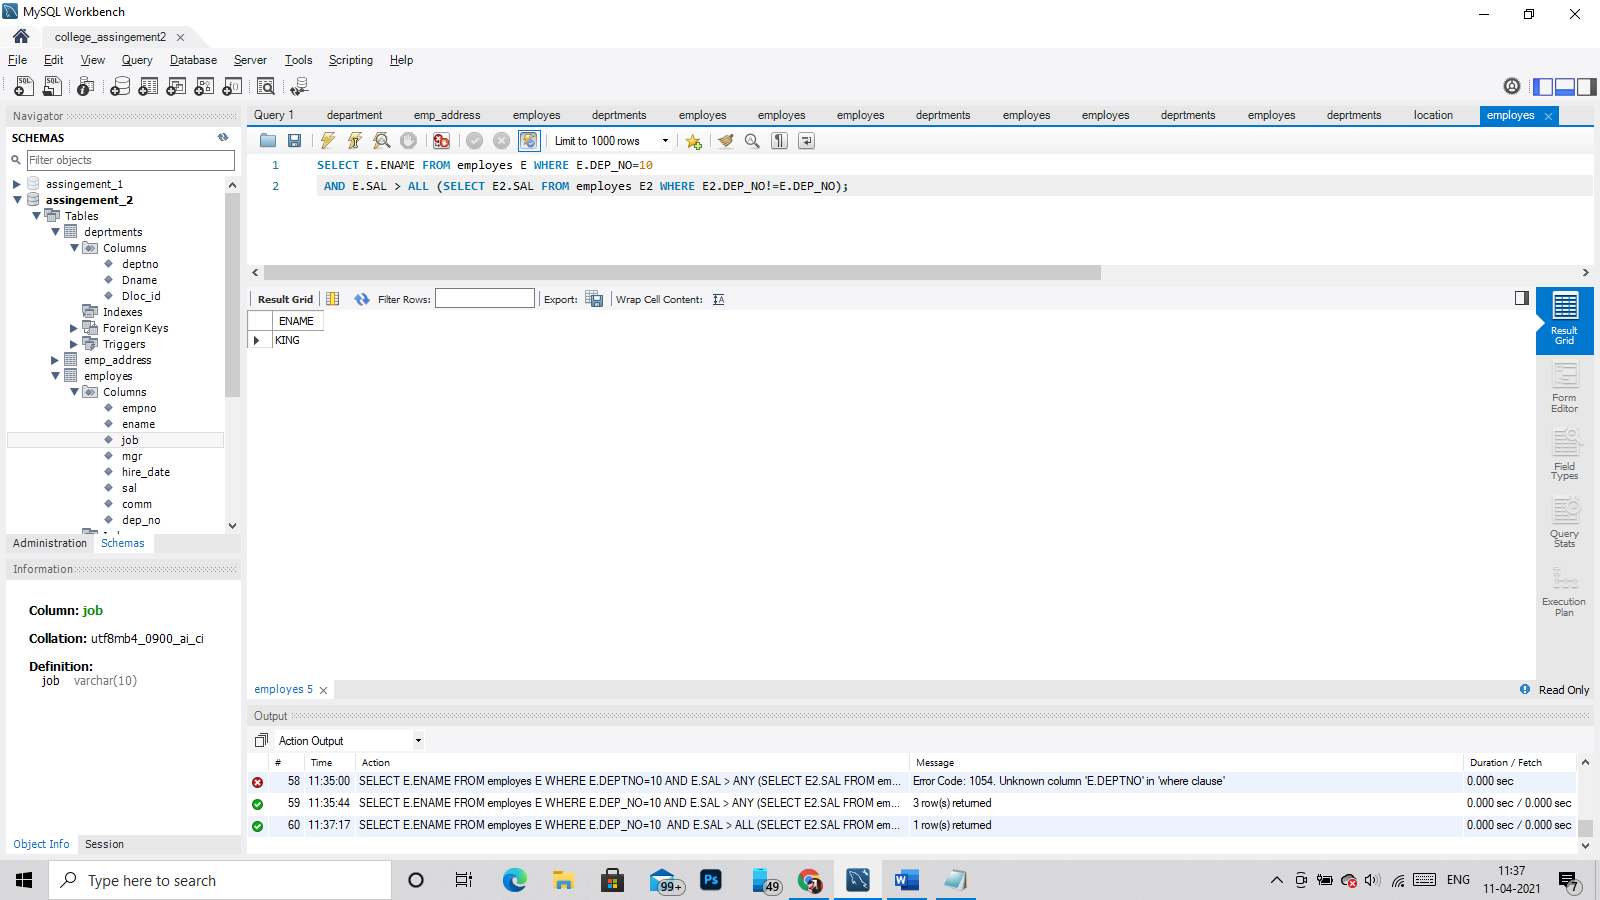 MySQL Workbench
college_assingement2
File Edit View Query Database Server Tools Scripting Help
Navigator
SCHEMAS
Filter objects
assingement_1
assingement_2
Tables
deprtments
Columns
deptno
Dname
Dloc_id
Indexes
Foreign Keys
Triggers
emp_address
employes
Columns
empno
ename
job
mgr
hire_date
sal
comm
dep_no
Administration Schemas
Information
Column: job
Collation: utf8mb4_0900_ai_ci
Definition:
job varchar(10)
Object Info Session
Query 1 department emp_address employes deprtments employes employes employes deprtments employes employes deprtments employes deprtments location employes
Limit to 1000 rows
1 SELECT E.ENAME FROM employes E WHERE E.DEP_NO=10
2 AND E.SAL > ALL (SELECT E2.SAL FROM employes E2 WHERE E2.DEP_NO!=E.DEP_NO);
Result Grid Filter Rows: Export: Wrap Cell Content:
ENAME
KING
Result
Grid
Form
Editor
Field
Types
Query
Stats
Execution
Plan
employes 5
Read Only
Output
Action Output
# Time Action Message Duration / Fetch
58 11:35:00 SELECT E.ENAME FROM employes E WHERE E.DEPTNO=10 AND E.SAL > ANY (SELECT E2.SAL FROM em... Error Code: 1054. Unknown column 'E.DEPTNO' in 'where clause' 0.000 sec
59 11:35:44 SELECT E.ENAME FROM employes E WHERE E.DEP_NO=10 AND E.SAL > ANY (SELECT E2.SAL FROM em... 3 row(s) returned 0.000 sec / 0.000 sec
60 11:37:17 SELECT E.ENAME FROM employes E WHERE E.DEP_NO=10 AND E.SAL > ALL (SELECT E2.SAL FROM em... 1 row(s) returned 0.000 sec / 0.000 sec
Type here to search
99+
Ps
49
ENG
11:37
11-04-2021
7